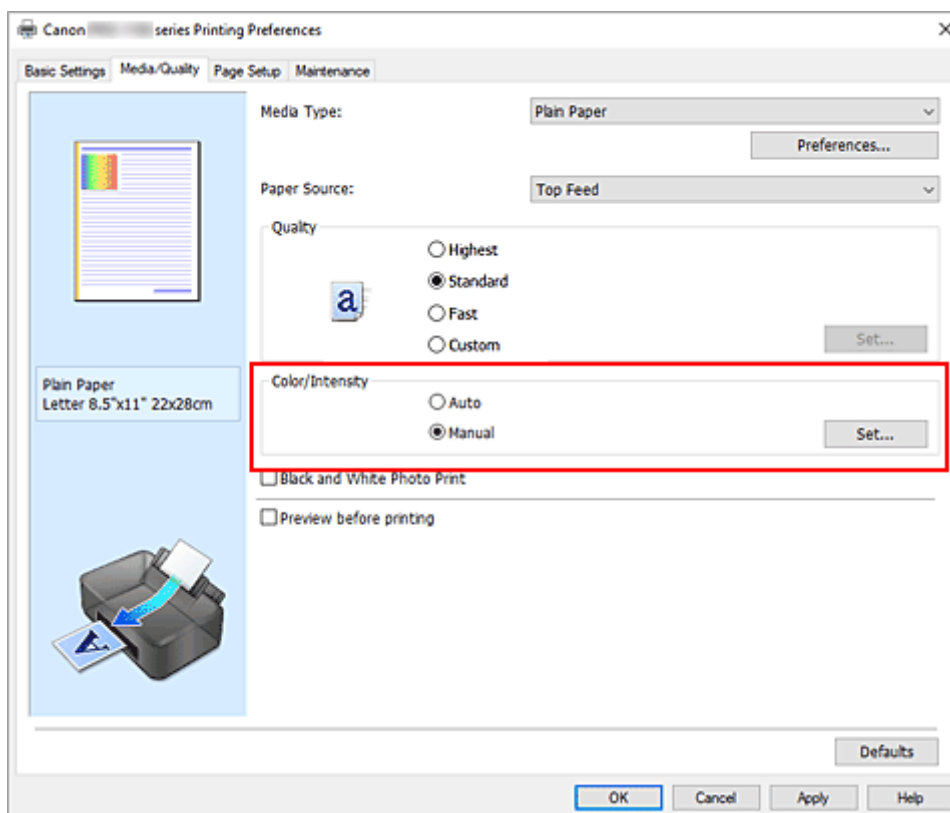 Canon series Printing Preferences
Basic Settings Media/Quality Page Setup Maintenance
Media Type: Plain Paper
Preferences...
Paper Source: Top Feed
Quality
Highest
a Standard
Fast
Custom Set...
Color/Intensity
Auto
Manual Set...
Plain Paper
Letter 8.5"x11" 22x28cm
Black and White Photo Print
Preview before printing
A
Defaults
OK Cancel Apply Help